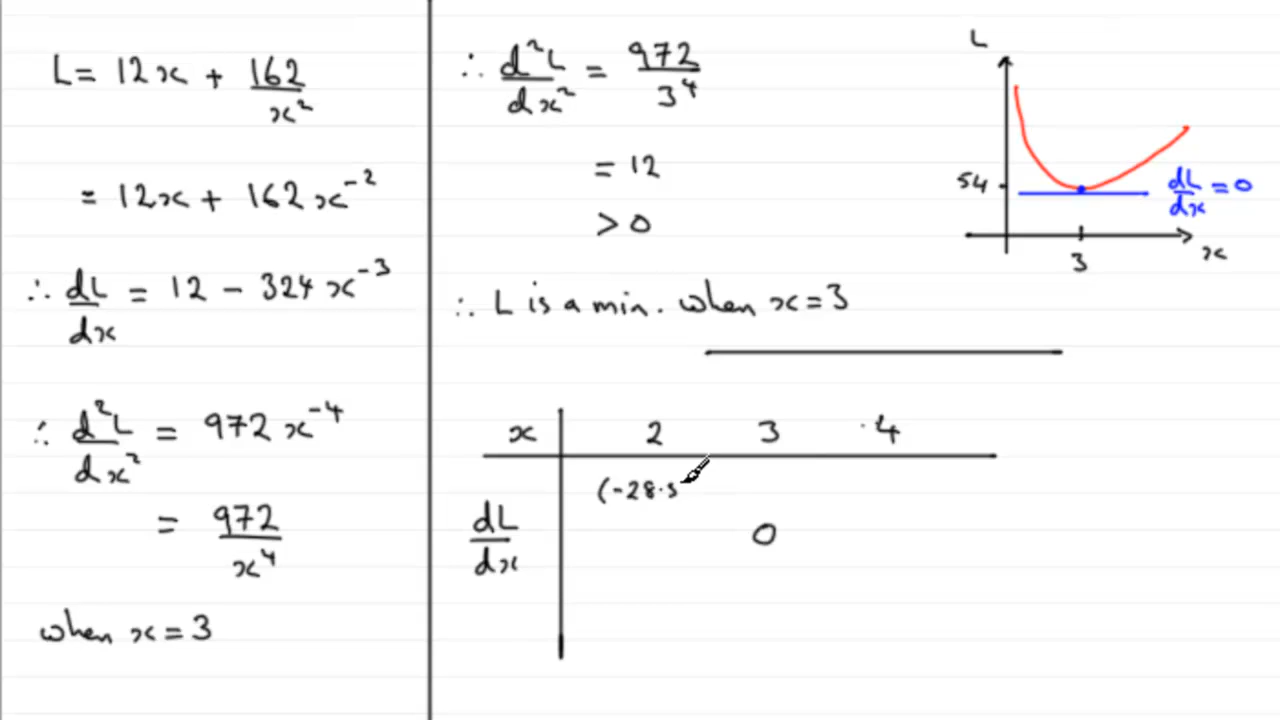 L = 12x + 162/x²
= 12x + 162x⁻²
∴ dL/dx = 12 - 324x⁻³
∴ d²L/dx² = 972x⁻⁴
= 972/x⁴
when x = 3
∴ d²L/dx² = 972/3⁴
= 12
> 0
∴ L is a min. when x = 3
L
54
dL/dx = 0
3
x
x 2 3 4
(-28.5
dL/dx 0